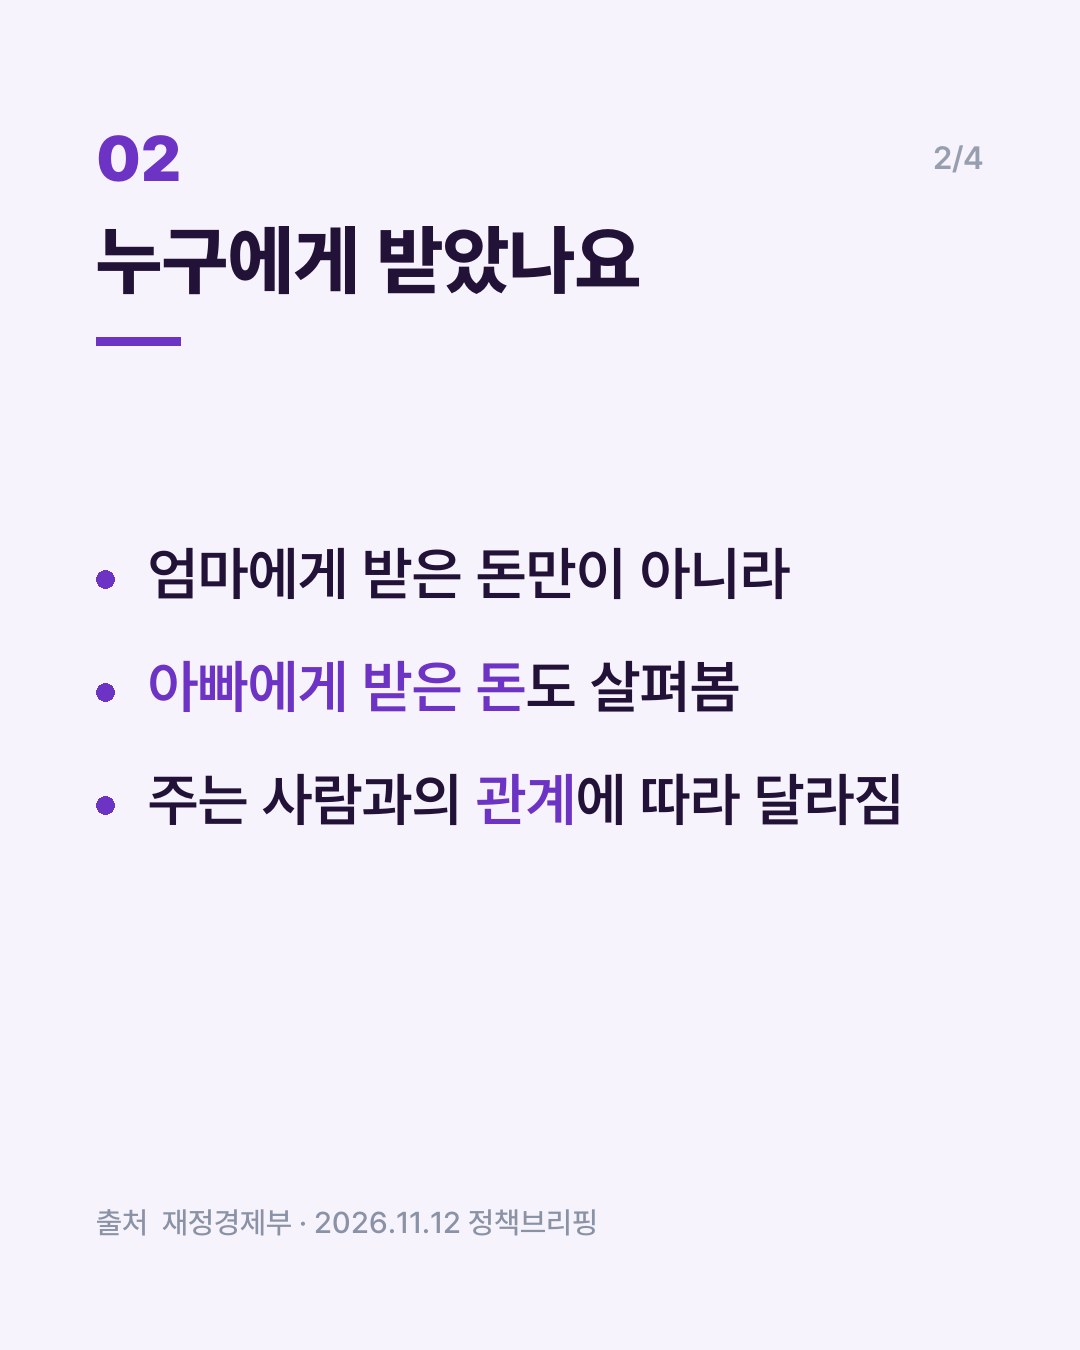 02
2/4
누구에게 받았나요
엄마에게 받은 돈만이 아니라
아빠에게 받은 돈도 살펴봄
주는 사람과의 관계에 따라 달라짐
출처 재정경제부 · 2026.11.12 정책브리핑